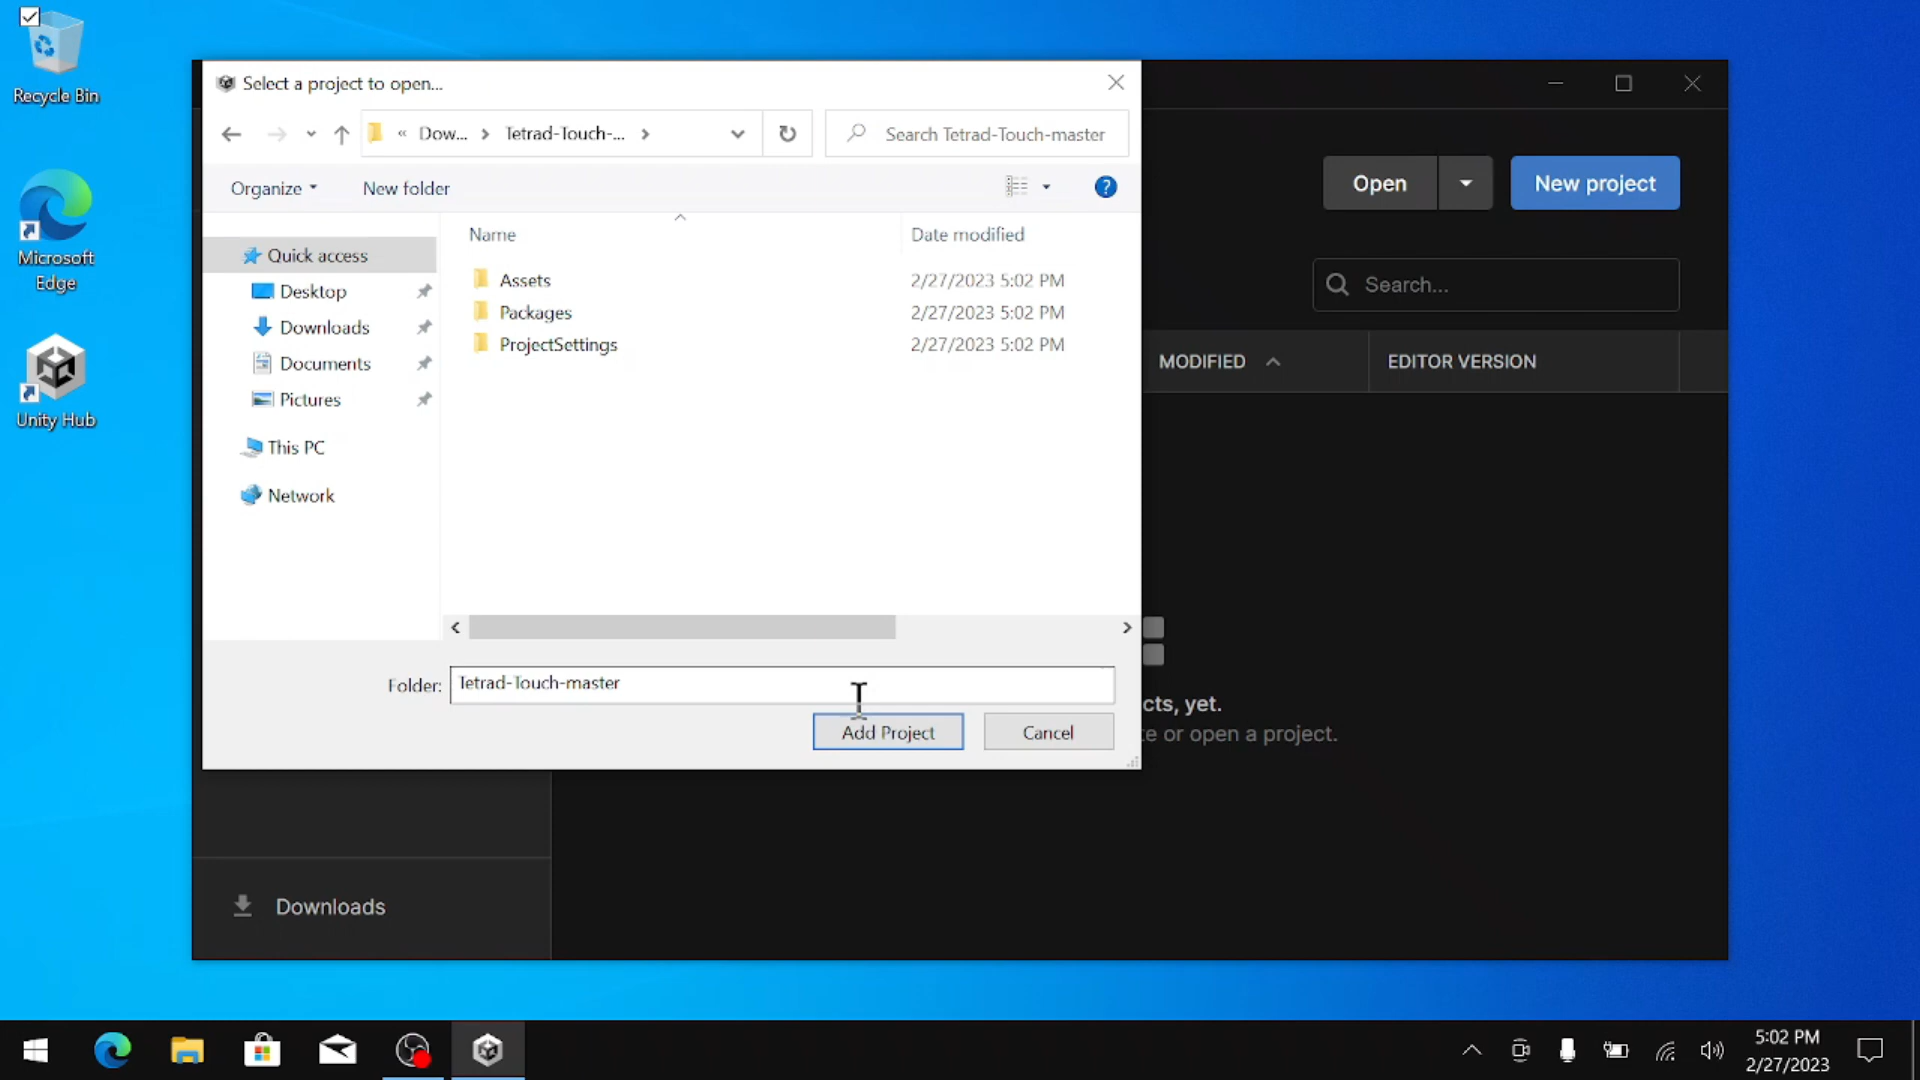 Recycle Bin
Microsoft
Edge
Unity Hub
Select a project to open...
« Dow... > Tetrad-Touch-... >
Search Tetrad-Touch-master
Organize
New folder
Name
Date modified
Quick access
Desktop
Downloads
Documents
Pictures
This PC
Network
Assets 2/27/2023 5:02 PM
Packages 2/27/2023 5:02 PM
ProjectSettings 2/27/2023 5:02 PM
Folder: Tetrad-Touch-master
Add Project
Cancel
Open
New project
Search...
MODIFIED
EDITOR VERSION
cts, yet.
e or open a project.
Downloads
5:02 PM
2/27/2023